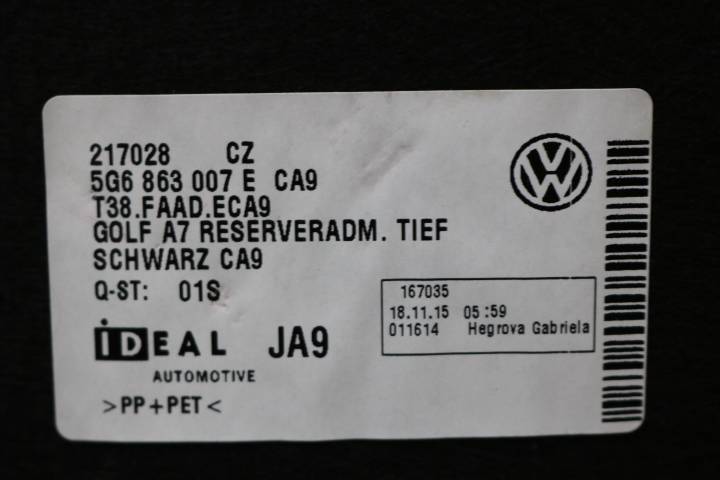 217028 CZ
5G6 863 007 E CA9
T38.FAAD.ECA9
GOLF A7 RESERVERADM. TIEF
SCHWARZ CA9
Q-ST: 01S
167035
18.11.15 05:59
011614 Hegrova Gabriela
iDEAL JA9
AUTOMOTIVE
>PP+PET<